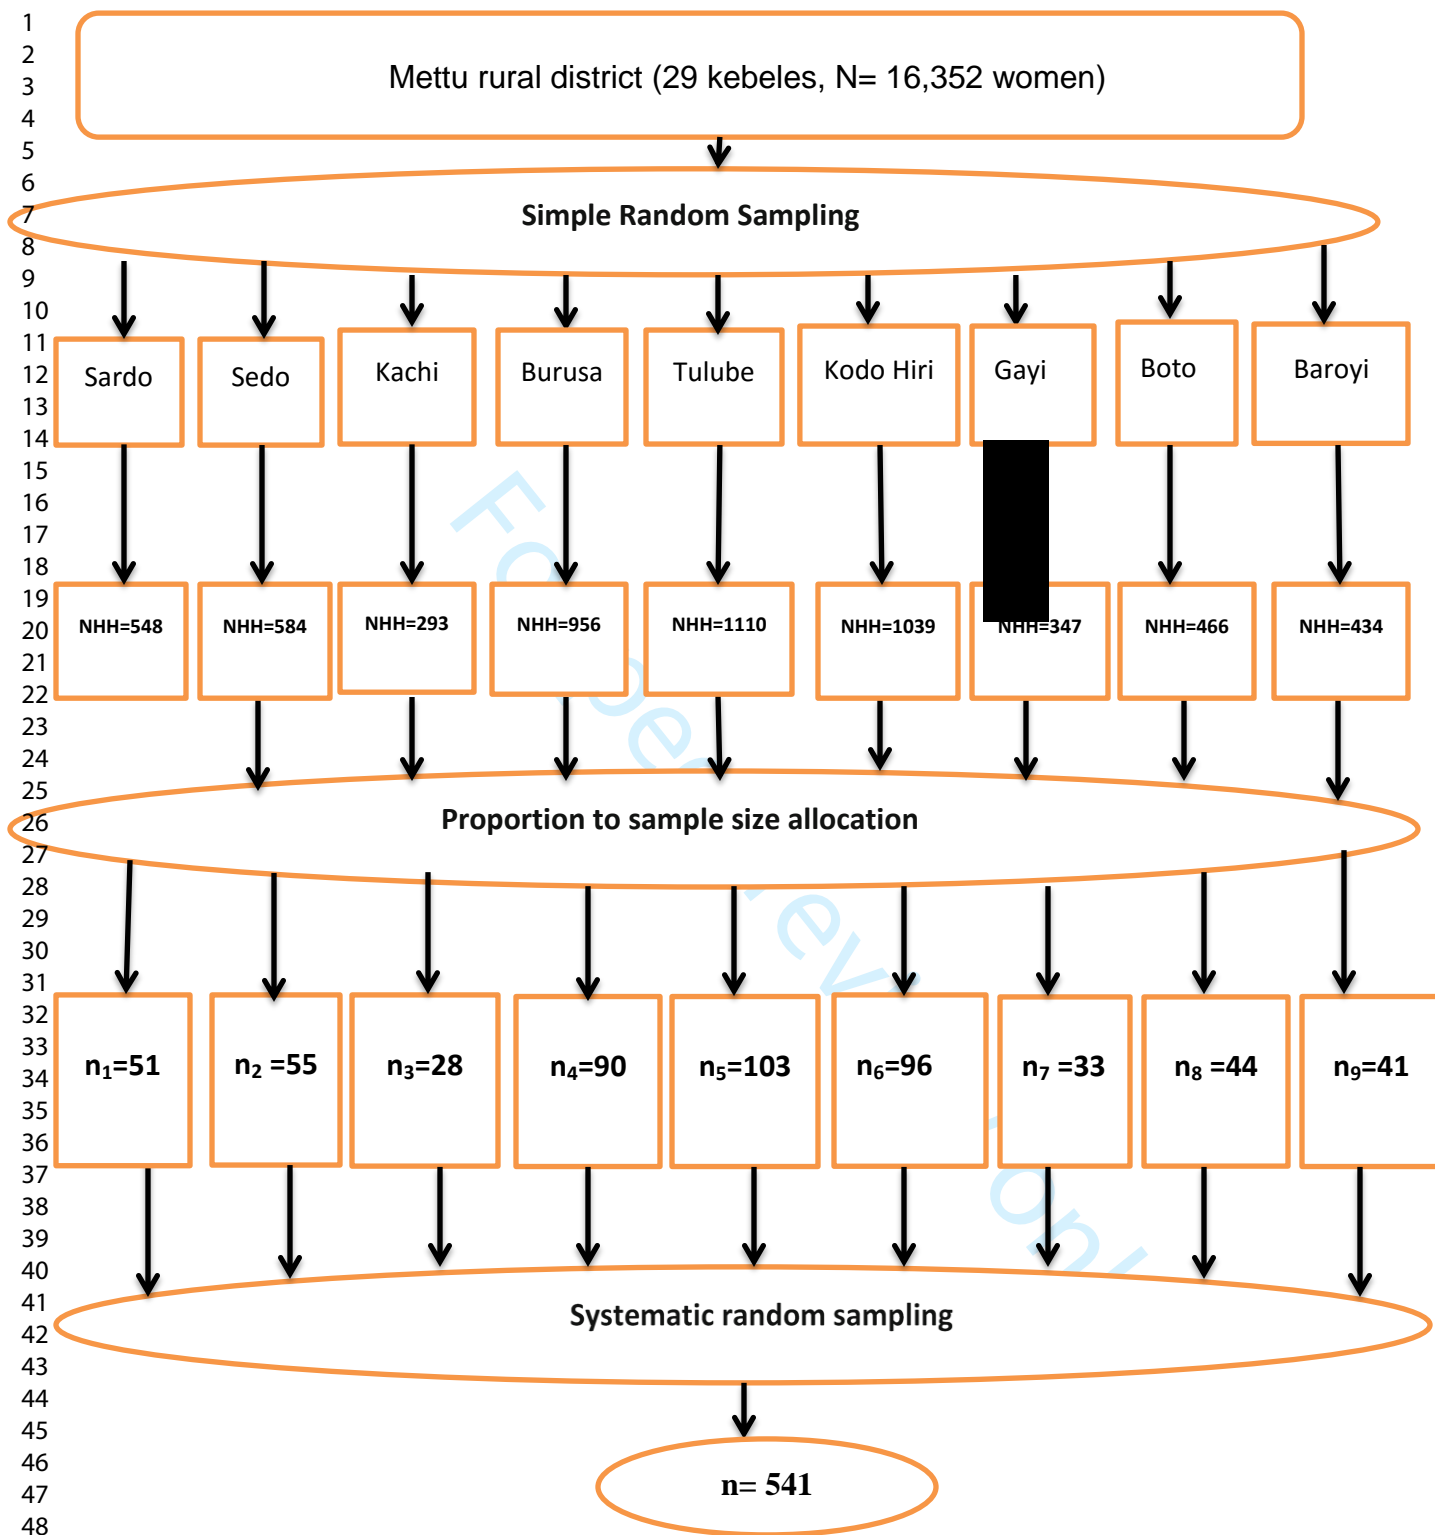 1
2
3
4
5
6
7
8
9
10
11
12
13
14
15
16
17
18
19
20
21
22
23
24
25
26
27
28
29
30
31
32
33
34
35
36
37
38
39
40
41
42
43
44
45
46
47
48
Mettu rural district (29 kebeles, N= 16,352 women)
Simple Random Sampling
Sardo
Sedo
Kachi
Burusa
Tulube
Kodo Hiri
Gayi
Boto
Baroyi
NHH=548
NHH=584
NHH=293
NHH=956
NHH=1110
NHH=1039
NHH=347
NHH=466
NHH=434
Proportion to sample size allocation
n₁=51
n₂ =55
n₃=28
n₄=90
n₅=103
n₆=96
n₇ =33
n₈ =44
n₉=41
Systematic random sampling
n= 541